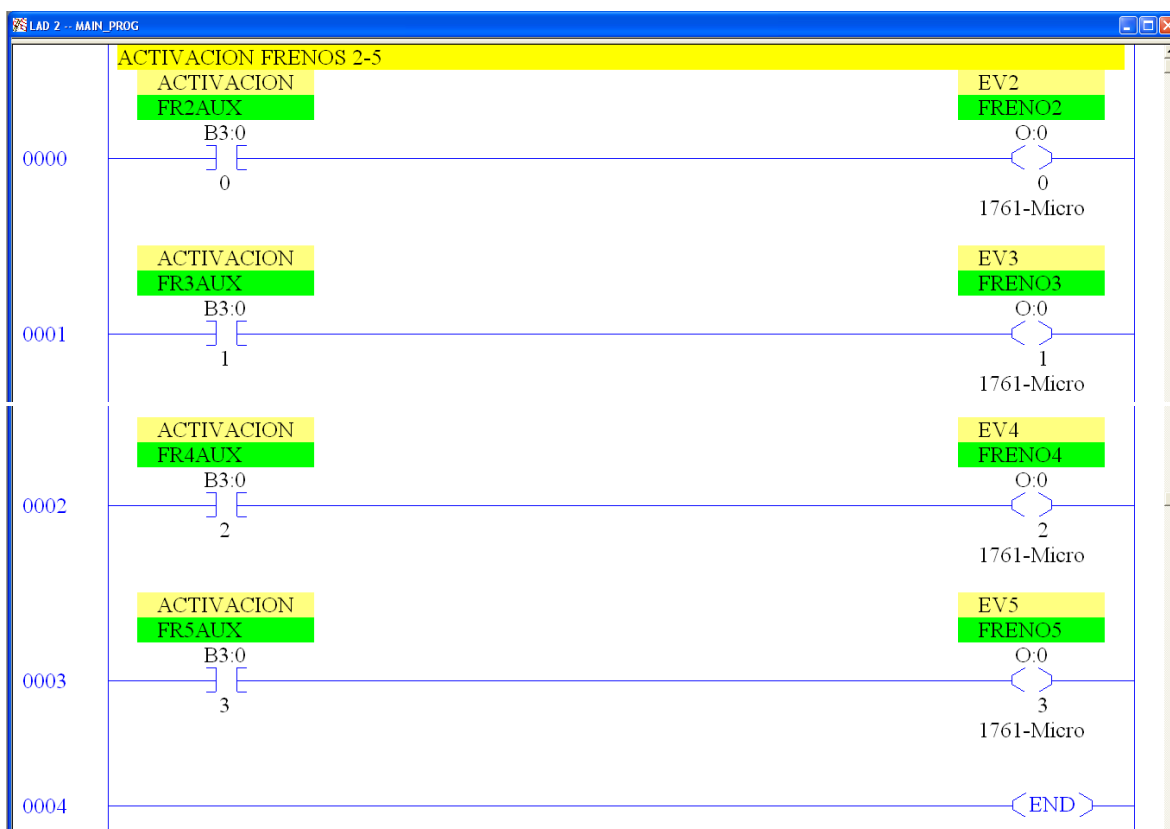 LAD 2 -- MAIN_PROG
ACTIVACION FRENOS 2-5
ACTIVACION EV2
FR2AUX FRENO2
B3:0 O:0
0000
0 0
1761-Micro
ACTIVACION EV3
FR3AUX FRENO3
B3:0 O:0
0001
1 1
1761-Micro
ACTIVACION EV4
FR4AUX FRENO4
B3:0 O:0
0002
2 2
1761-Micro
ACTIVACION EV5
FR5AUX FRENO5
B3:0 O:0
0003
3 3
1761-Micro
0004 END